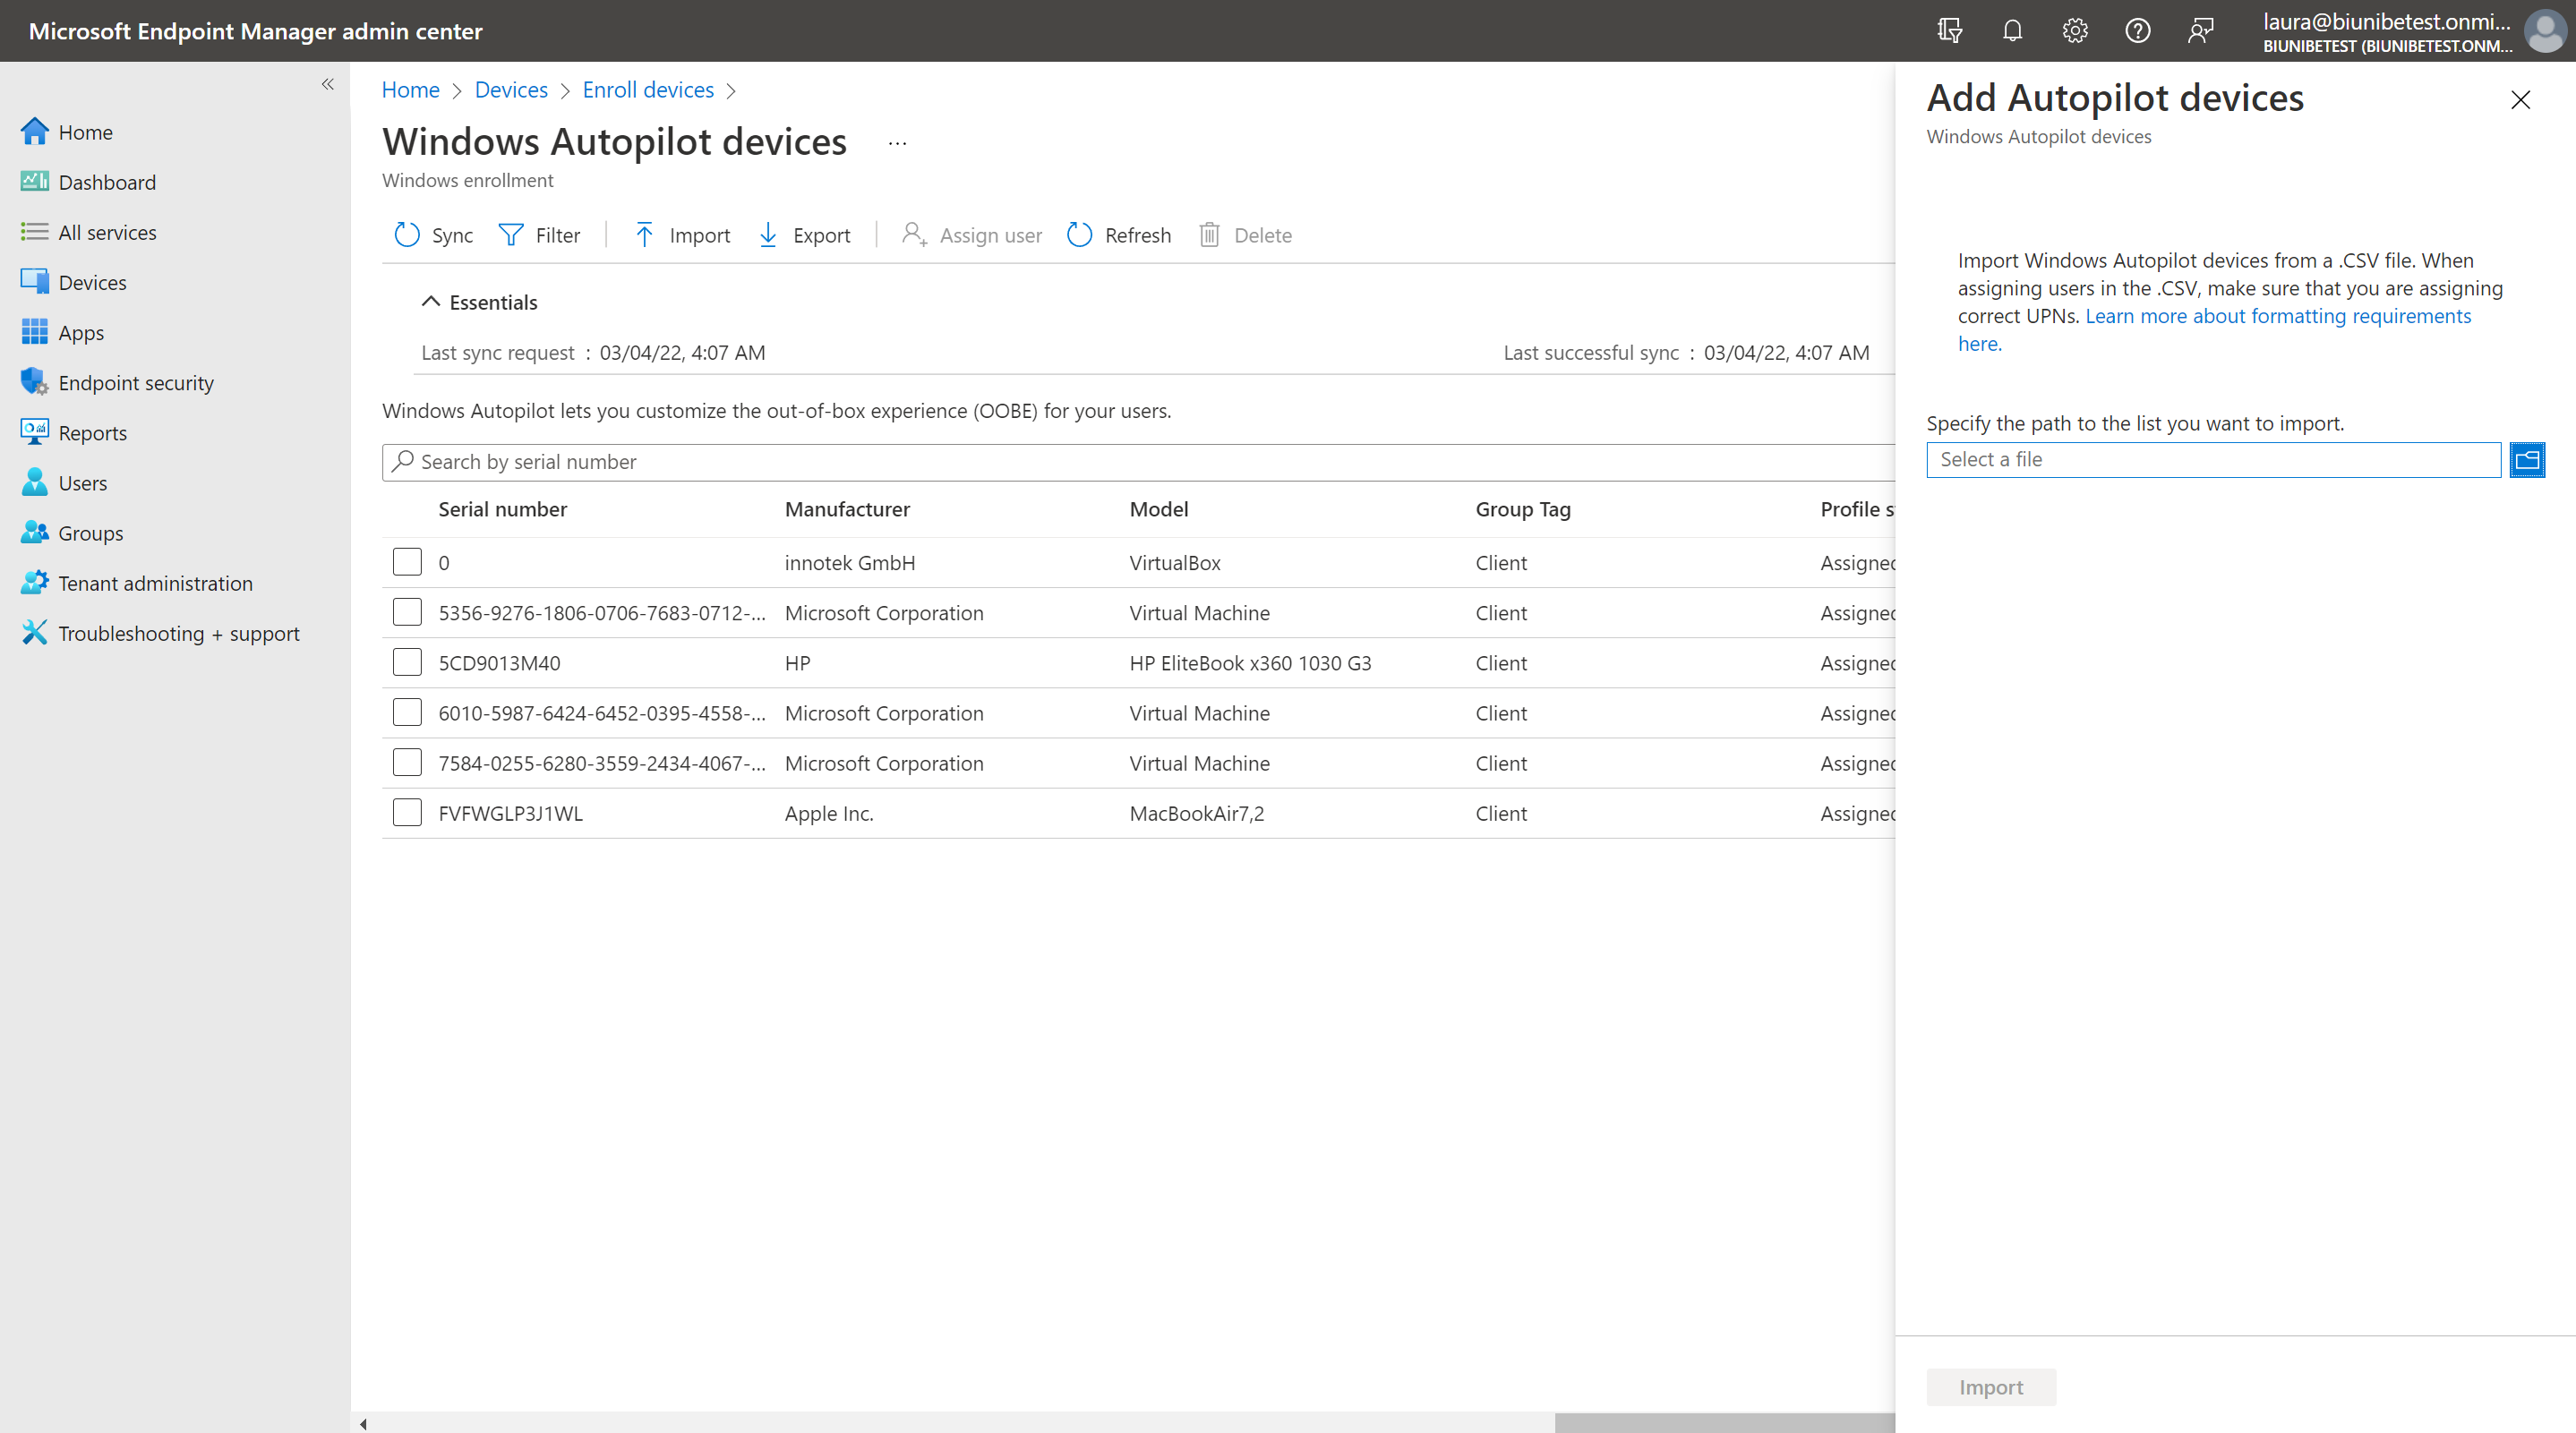 Microsoft Endpoint Manager admin center
laura@biunibetest.onmi...
BIUNIBETEST (BIUNIBETEST.ONM...
Home
Dashboard
All services
Devices
Apps
Endpoint security
Reports
Users
Groups
Tenant administration
Troubleshooting + support
Home > Devices > Enroll devices >
Windows Autopilot devices ...
Windows enrollment
Sync Filter Import Export Assign user Refresh Delete
Essentials
Last sync request : 03/04/22, 4:07 AM Last successful sync : 03/04/22, 4:07 AM
Windows Autopilot lets you customize the out-of-box experience (OOBE) for your users.
Search by serial number
Serial number Manufacturer Model Group Tag Profile s
0 innotek GmbH VirtualBox Client Assigned
5356-9276-1806-0706-7683-0712-... Microsoft Corporation Virtual Machine Client Assigned
5CD9013M40 HP HP EliteBook x360 1030 G3 Client Assigned
6010-5987-6424-6452-0395-4558-... Microsoft Corporation Virtual Machine Client Assigned
7584-0255-6280-3559-2434-4067-... Microsoft Corporation Virtual Machine Client Assigned
FVFWGLP3J1WL Apple Inc. MacBookAir7,2 Client Assigned
Add Autopilot devices
Windows Autopilot devices
Import Windows Autopilot devices from a .CSV file. When
assigning users in the .CSV, make sure that you are assigning
correct UPNs. Learn more about formatting requirements
here.
Specify the path to the list you want to import.
Select a file
Import